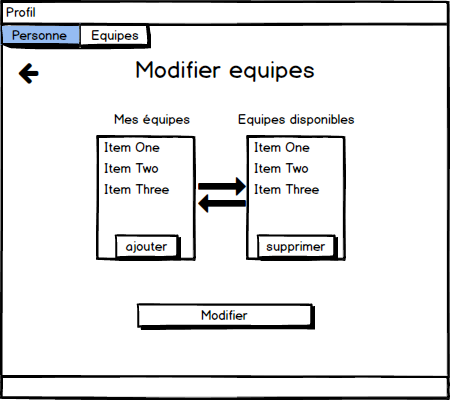 Profil
Personne Equipes
Modifier equipes
Mes équipes Equipes disponibles
Item One Item One
Item Two Item Two
Item Three Item Three
ajouter supprimer
Modifier